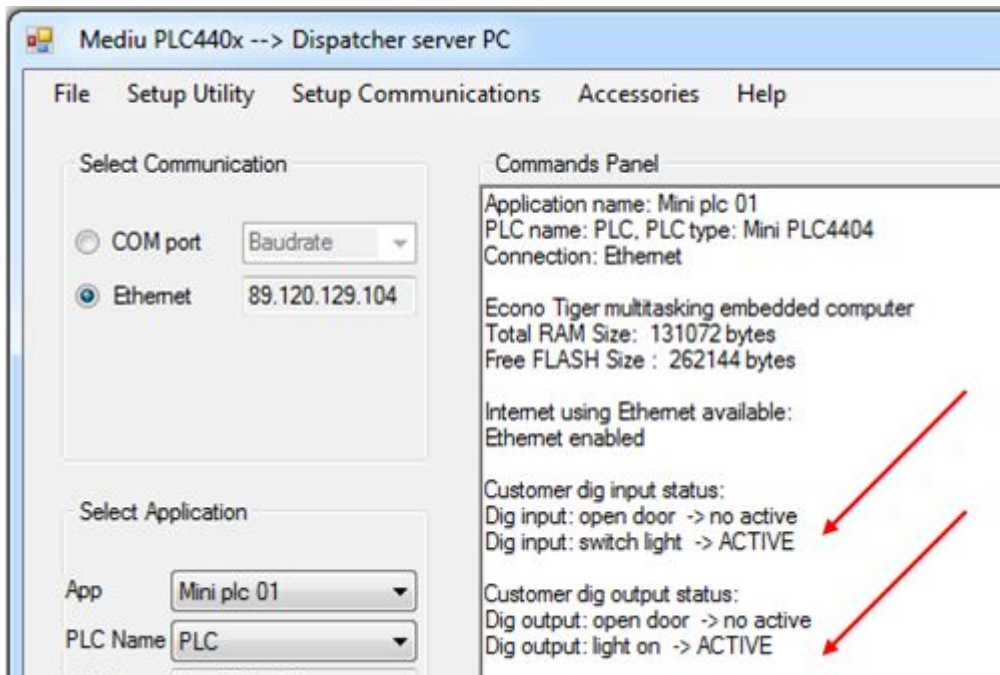 Mediu PLC440x --> Dispatcher server PC
File Setup Utility Setup Communications Accessories Help
Select Communication
COM port Baudrate
Ethernet 89.120.129.104
Select Application
App Mini plc 01
PLC Name PLC
Commands Panel
Application name: Mini plc 01
PLC name: PLC, PLC type: Mini PLC4404
Connection: Ethernet
Econo Tiger multitasking embedded computer
Total RAM Size: 131072 bytes
Free FLASH Size : 262144 bytes
Internet using Ethernet available:
Ethernet enabled
Customer dig input status:
Dig input: open door -> no active
Dig input: switch light -> ACTIVE
Customer dig output status:
Dig output: open door -> no active
Dig output: light on -> ACTIVE